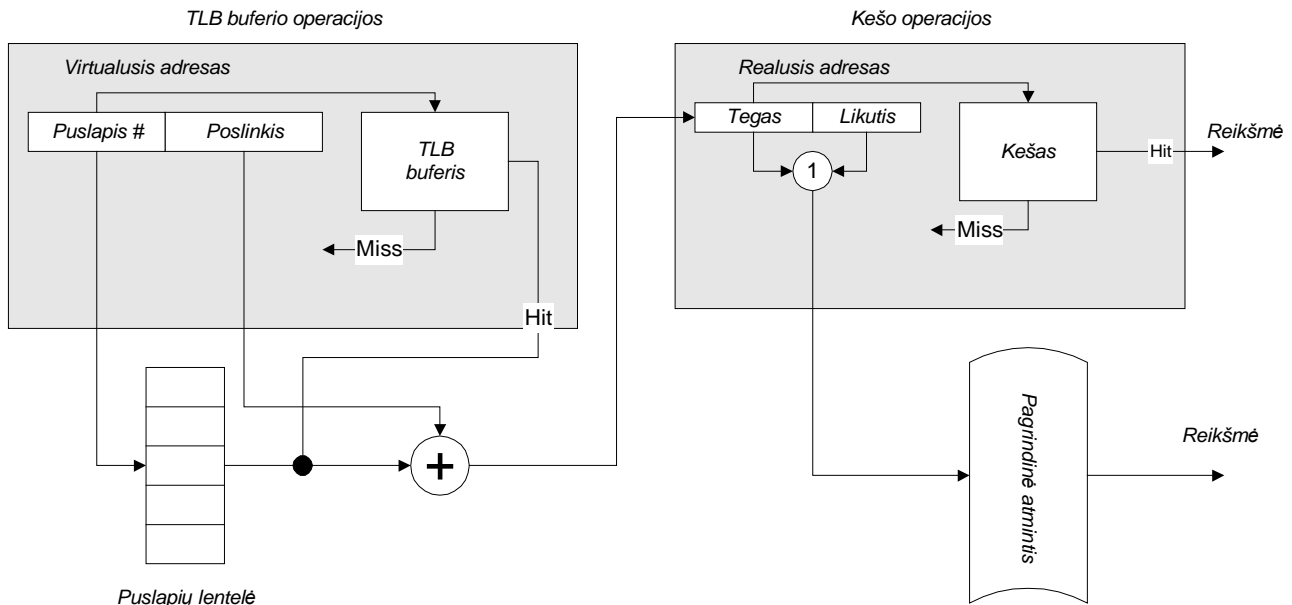 TLB buferio operacijos
Kešo operacijos
Virtualusis adresas
Puslapis #
Poslinkis
TLB
buferis
Miss
Hit
Realusis adresas
Tegas
Likutis
1
Kešas
Hit
Reikšmė
Miss
+
Pagrindinė atmintis
Reikšmė
Puslapių lentelė